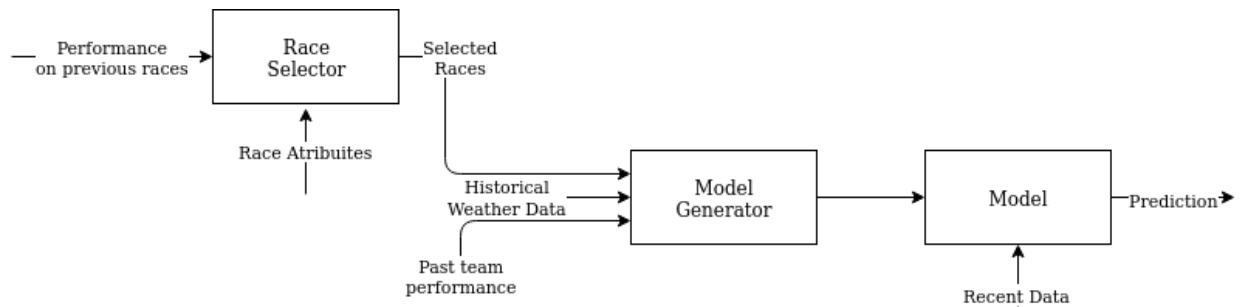 Performance
on previous races
Race
Selector
Selected
Races
Race Atribuites
Historical
Weather Data
Past team
performance
Model
Generator
Model
Prediction
Recent Data